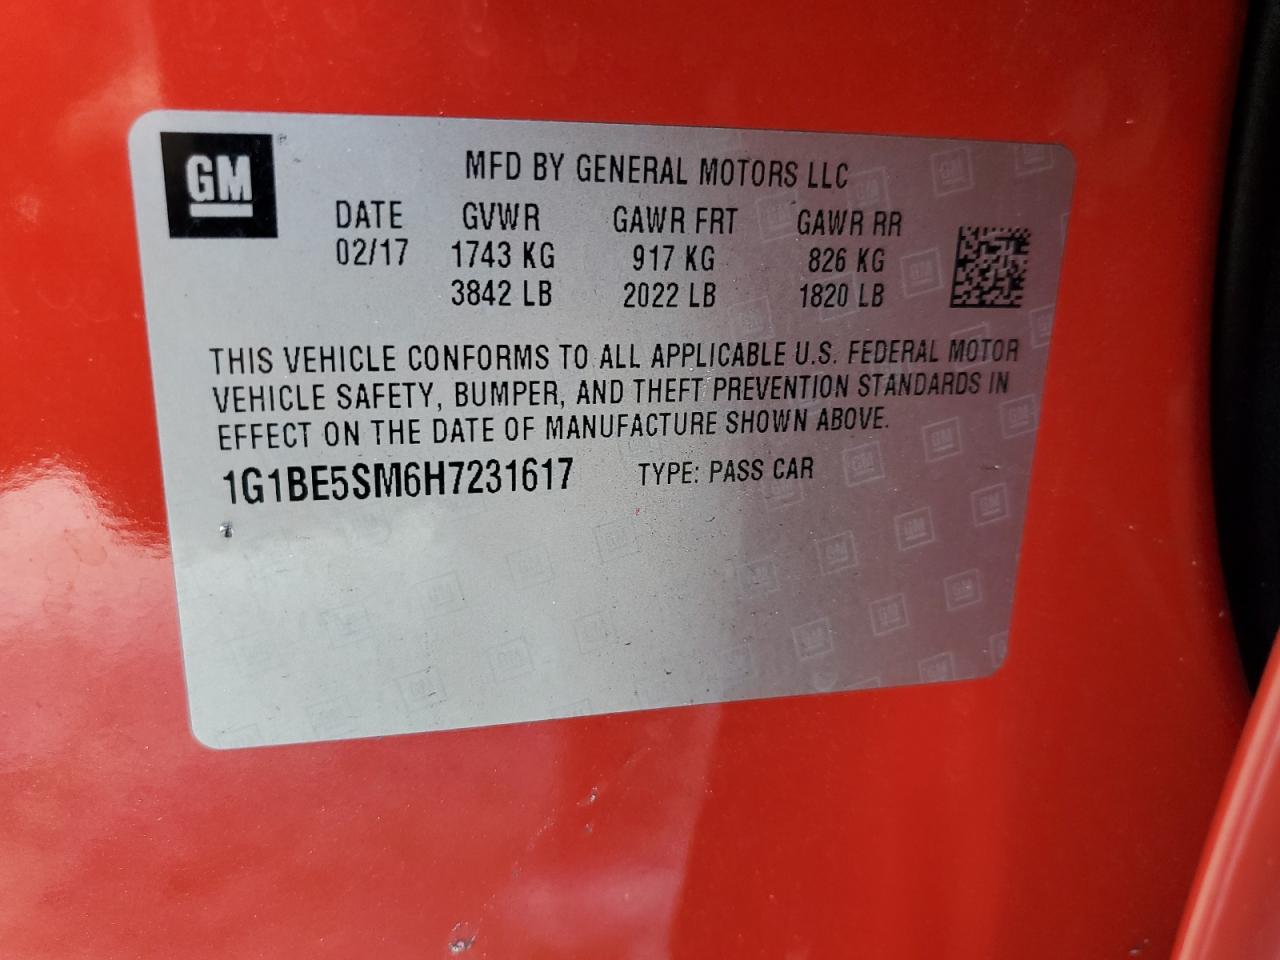 GM
MFD BY GENERAL MOTORS LLC
DATE GVWR GAWR FRT GAWR RR
02/17 1743 KG 917 KG 826 KG
3842 LB 2022 LB 1820 LB
THIS VEHICLE CONFORMS TO ALL APPLICABLE U.S. FEDERAL MOTOR
VEHICLE SAFETY, BUMPER, AND THEFT PREVENTION STANDARDS IN
EFFECT ON THE DATE OF MANUFACTURE SHOWN ABOVE.
1G1BE5SM6H7231617 TYPE: PASS CAR